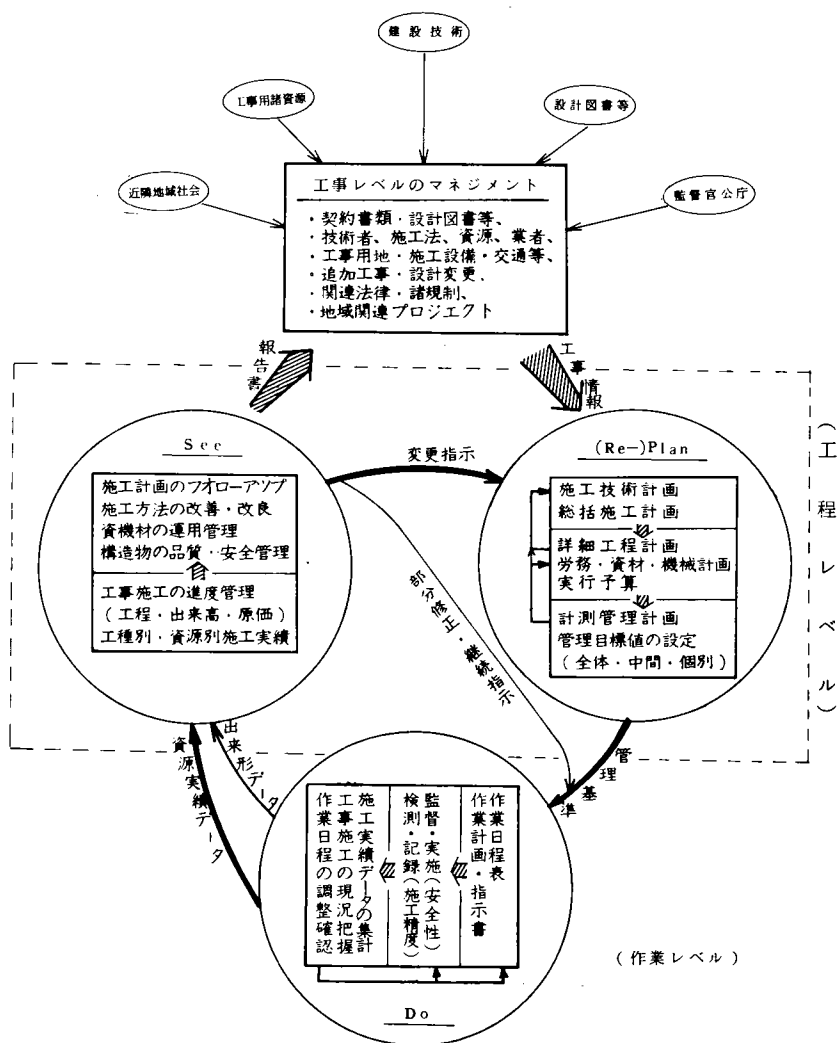 建設技術
工事用諸資源
設計図書等
近隣地域社会
監督官公庁
工事レベルのマネジメント
・契約書類・設計図書等、
・技術者、施工法、資源、業者、
・工事用地・施工設備・交通等、
・追加工事・設計変更、
・関連法律・諸規制、
・地域関連プロジエクト
報告書
工事情報
(工程レベル)
See
施工計画のフオローアップ
施工方法の改善・改良
資機材の運用管理
構造物の品質・安全管理
工事施工の進度管理
(工程・出来高・原価)
工種別・資源別施工実績
変更指示
(Re-)Plan
施工技術計画
総括施工計画
詳細工程計画
労務・資材・機械計画
実行予算
計測管理計画
管理目標値の設定
(全体・中間・個別)
部分修正・継続指示
管理基準
出来形データ
資源実績データ
作業日程表
作業計画・指示書
監督・実施(安全性)
検測・記録(施工精度)
施工実績データの集計
工事施工の現況把握
作業日程の調整確認
Do
(作業レベル)